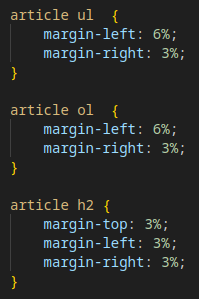 article ul  {
    margin-left: 6%;
    margin-right: 3%;
}

article ol  {
    margin-left: 6%;
    margin-right: 3%;
}

article h2 {
    margin-top: 3%;
    margin-left: 3%;
    margin-right: 3%;
}